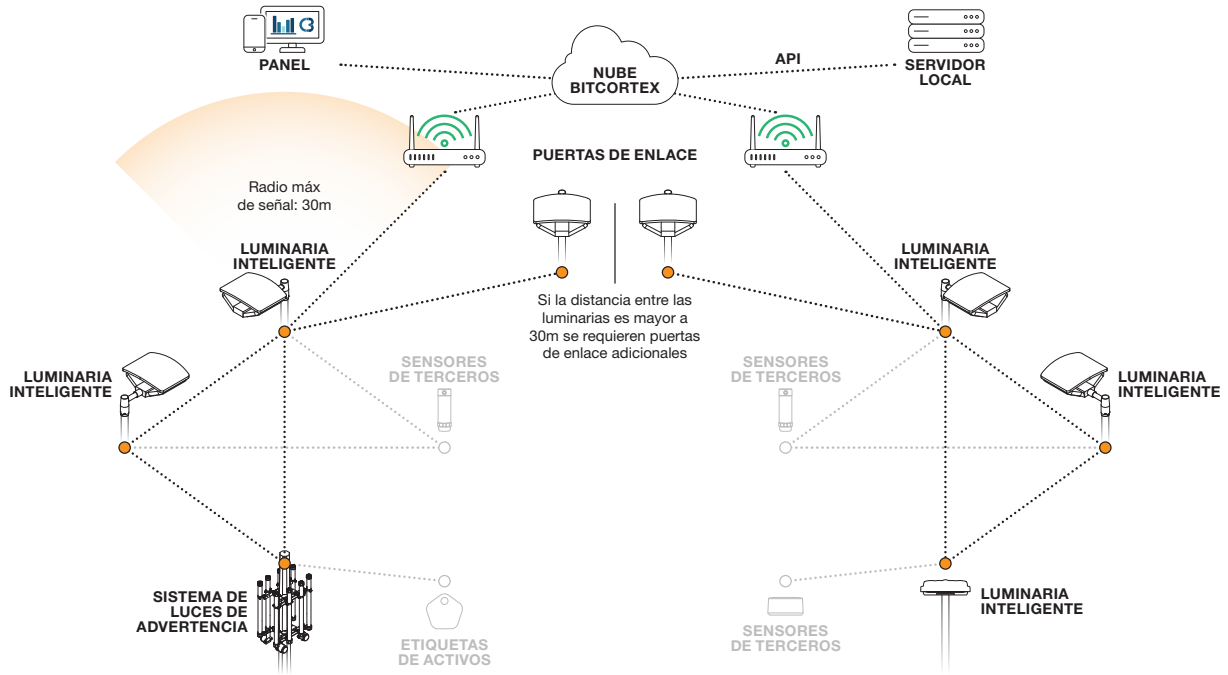 PANEL
NUBE
BITCORTEX
API
SERVIDOR
LOCAL
PUERTAS DE ENLACE
Radio máx
de señal: 30m
LUMINARIA
INTELIGENTE
LUMINARIA
INTELIGENTE
Si la distancia entre las
luminarias es mayor a
30m se requieren puertas
de enlace adicionales
SENSORES
DE TERCEROS
SENSORES
DE TERCEROS
LUMINARIA
INTELIGENTE
LUMINARIA
INTELIGENTE
SISTEMA DE
LUCES DE
ADVERTENCIA
ETIQUETAS
DE ACTIVOS
SENSORES
DE TERCEROS
LUMINARIA
INTELIGENTE